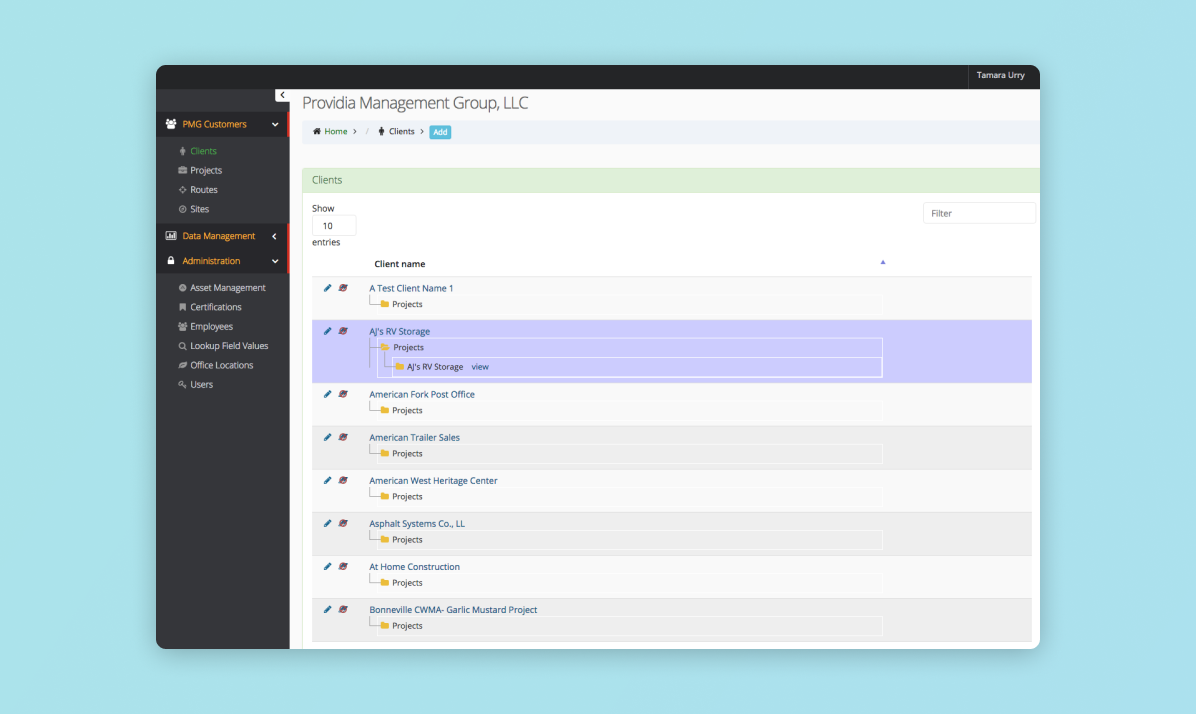 Tamara Urry
Providia Management Group, LLC
PMG Customers
Home > / Clients > Add
Clients
Projects
Routes
Sites
Data Management
Administration
Asset Management
Certifications
Employees
Lookup Field Values
Office Locations
Users
Clients
Show
10
entries
Filter
Client name
A Test Client Name 1
Projects
AJ's RV Storage
Projects
AJ's RV Storage view
American Fork Post Office
Projects
American Trailer Sales
Projects
American West Heritage Center
Projects
Asphalt Systems Co., LL
Projects
At Home Construction
Projects
Bonneville CWMA- Garlic Mustard Project
Projects